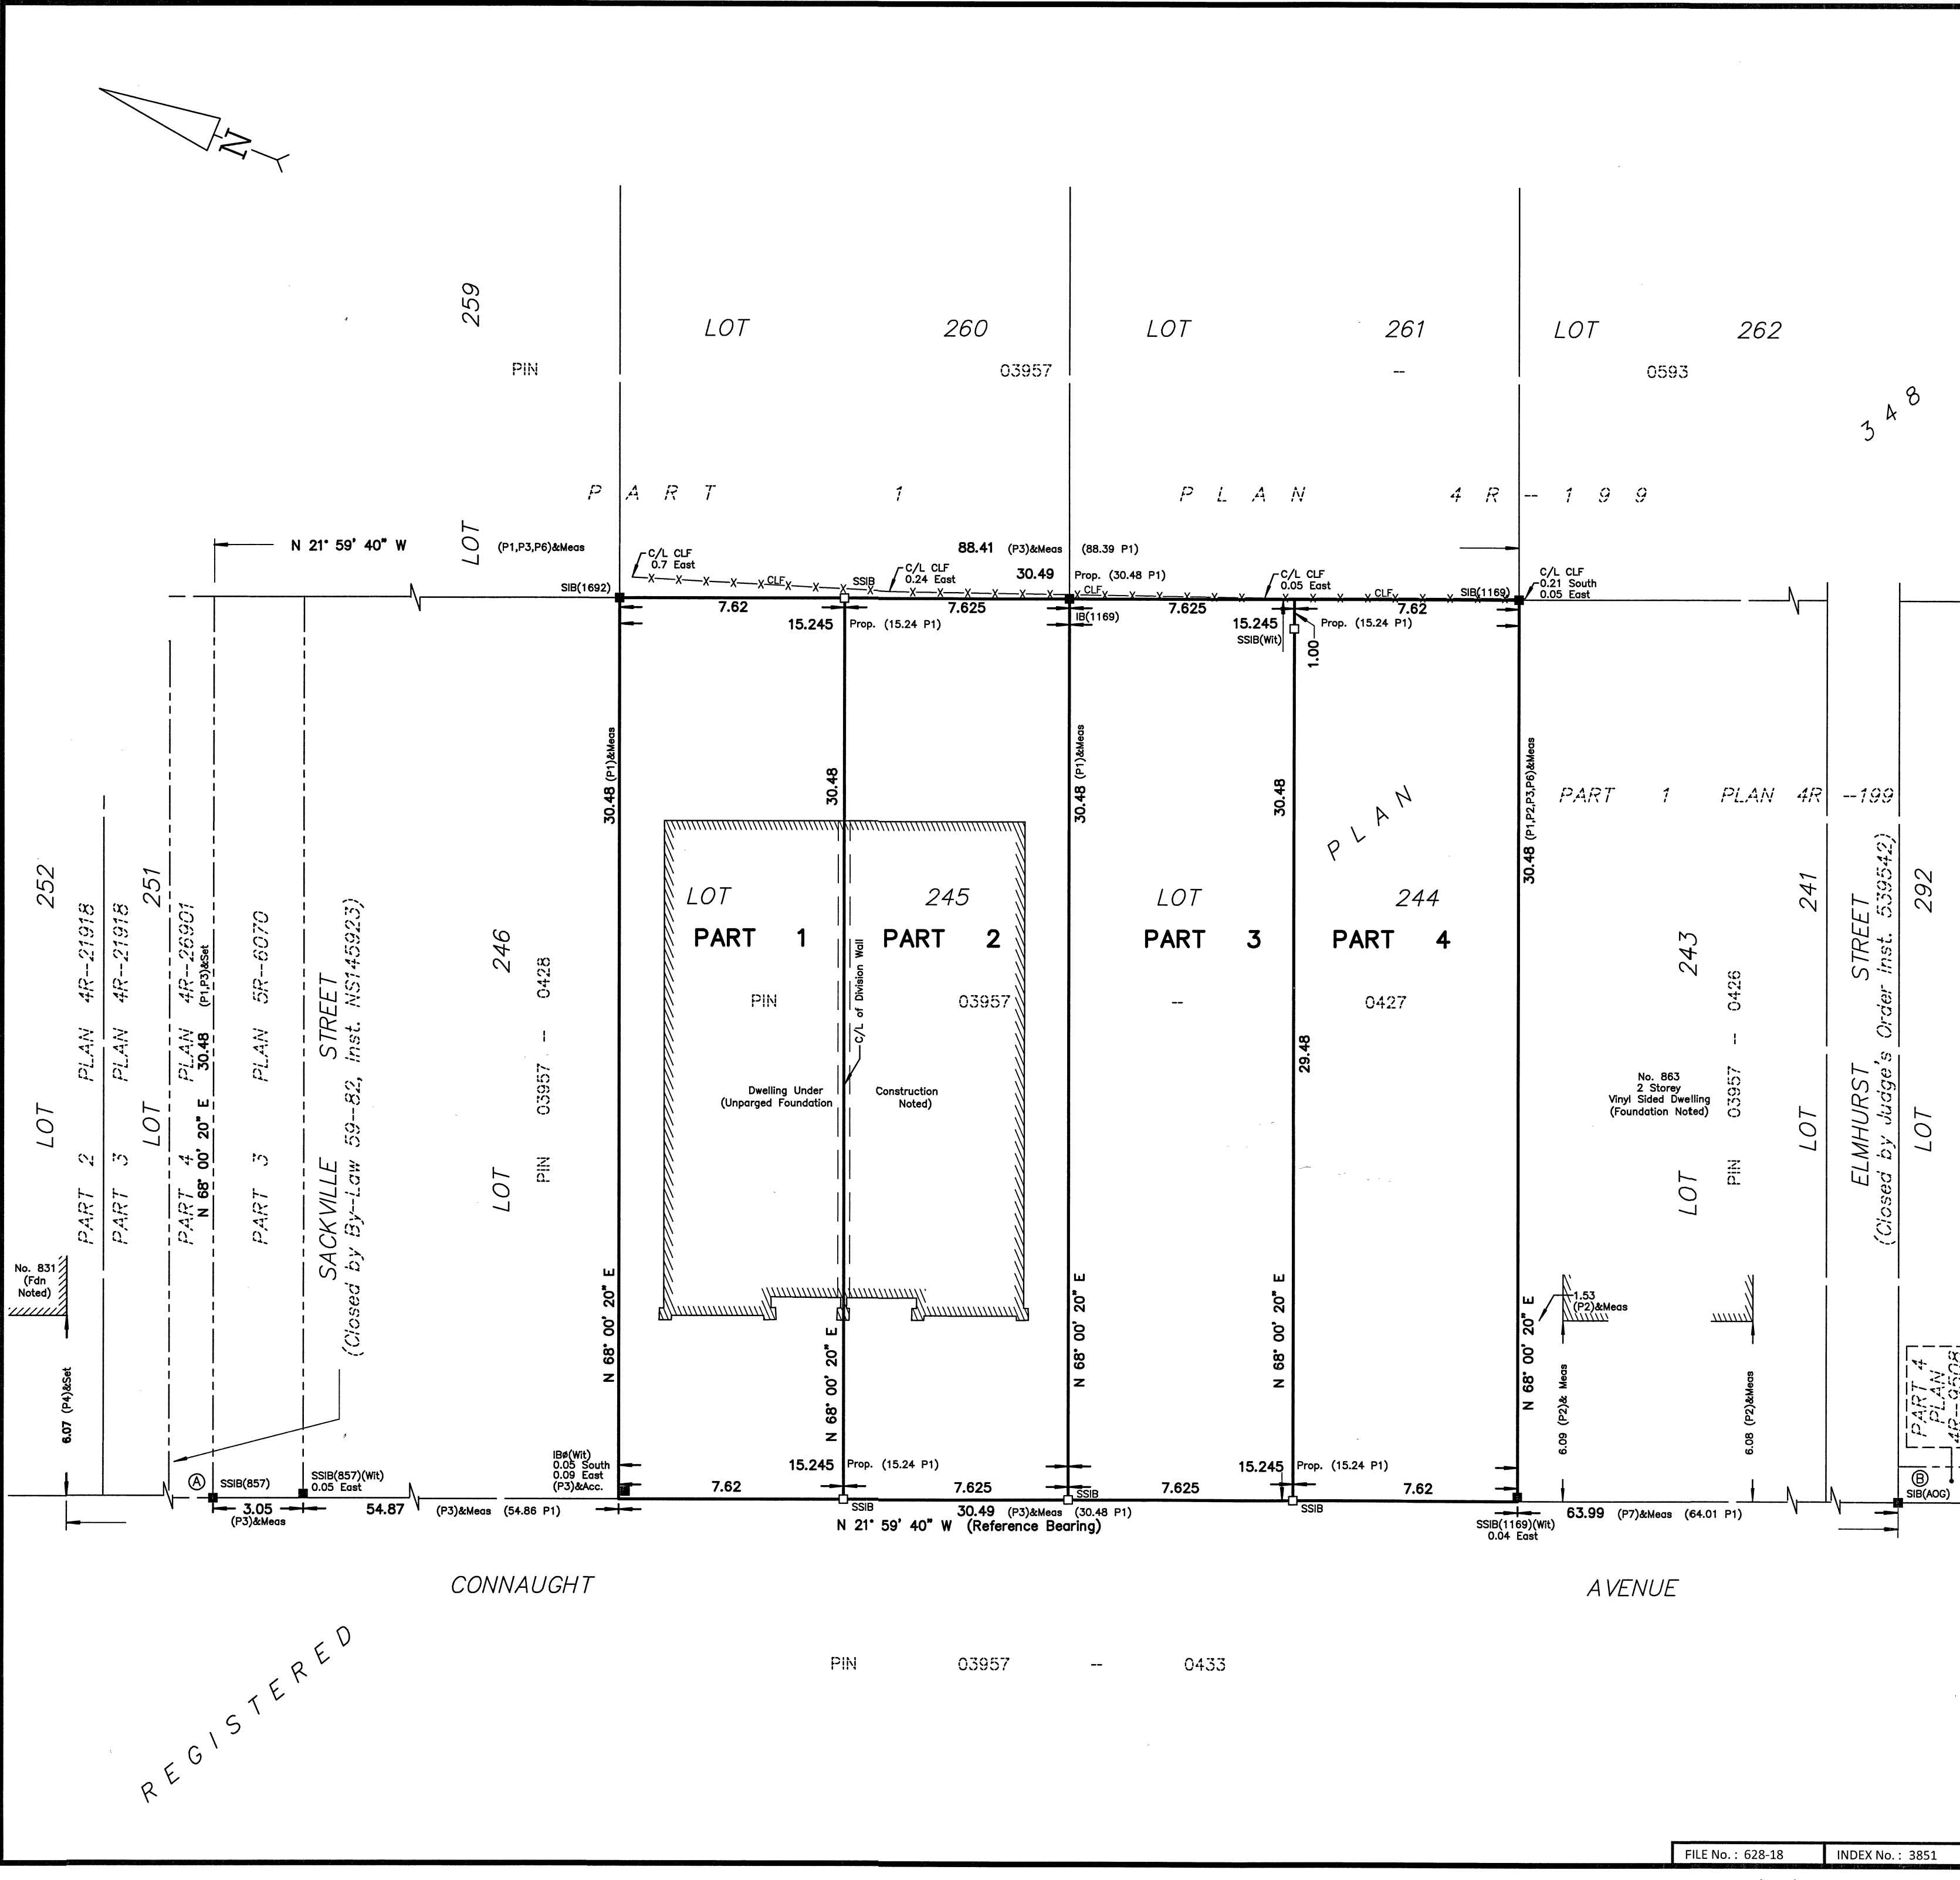 N
259
LOT 260 LOT 261 LOT 262
PIN 03957 -- 0593
3 4 8
P A R T 1 P L A N 4 R -- 1 9 9
LOT
N 21° 59' 40" W (P1,P3,P6)&Meas
88.41 (P3)&Meas (88.39 P1)
C/L CLF
0.7 East
CLF
SSIB
C/L CLF
0.24 East
30.49 Prop. (30.48 P1)
CLF
C/L CLF
0.05 East
CLF
SIB(1169)
C/L CLF
0.21 South
0.05 East
SIB(1692)
7.62 7.625 7.625 7.62
IB(1169)
15.245 Prop. (15.24 P1)
15.245 Prop. (15.24 P1)
SSIB(Wit)
1.00
30.48 (P1)&Meas
30.48
30.48 (P1)&Meas
30.48
30.48 (P1,P2,P3,P6)&Meas
P L A N
PART 1 PLAN 4R --199
LOT 252
PART 2 PLAN 4R--21918
PART 3 PLAN 4R--21918
LOT 251
PART 4 PLAN 4R--26901
N 68° 00' 20" E 30.48 (P1,P3)&Set
PART 3 PLAN 5R--6070
SACKVILLE STREET
(Closed by By--Law 59--82, Inst. NS145923)
LOT 246
PIN 03957 -- 0428
LOT 245 LOT 244
PART 1 PART 2 PART 3 PART 4
PIN 03957 -- 0427
C/L of Division Wall
29.48
Dwelling Under Construction
(Unparged Foundation Noted)
No. 863
2 Storey
Vinyl Sided Dwelling
(Foundation Noted)
LOT 243
PIN 03957 -- 0426
LOT 241
ELMHURST STREET
(Closed by Judge's Order Inst. 539542)
LOT 292
No. 831
(Fdn
Noted)
6.07 (P4)&Set
N 68° 00' 20" E
N 68° 00' 20" E
N 68° 00' 20" E
N 68° 00' 20" E
N 68° 00' 20" E
1.53
(P2)&Meas
6.09 (P2)& Meas
6.08 (P2)&Meas
PART 4
PLAN
4R--9508
A
SSIB(857)
SSIB(857)(Wit)
0.05 East
IBø(Wit)
0.05 South
0.09 East
(P3)&Acc.
15.245 Prop. (15.24 P1)
15.245 Prop. (15.24 P1)
B
SIB(AOG)
7.62 7.625 7.625 7.62
SSIB SSIB SSIB
3.05
(P3)&Meas
54.87 (P3)&Meas (54.86 P1)
30.49 (P3)&Meas (30.48 P1)
N 21° 59' 40" W (Reference Bearing)
SSIB(1169)(Wit)
0.04 East
63.99 (P7)&Meas (64.01 P1)
CONNAUGHT AVENUE
PIN 03957 -- 0433
R E G I S T E R E D
FILE No. : 628-18 INDEX No. : 3851